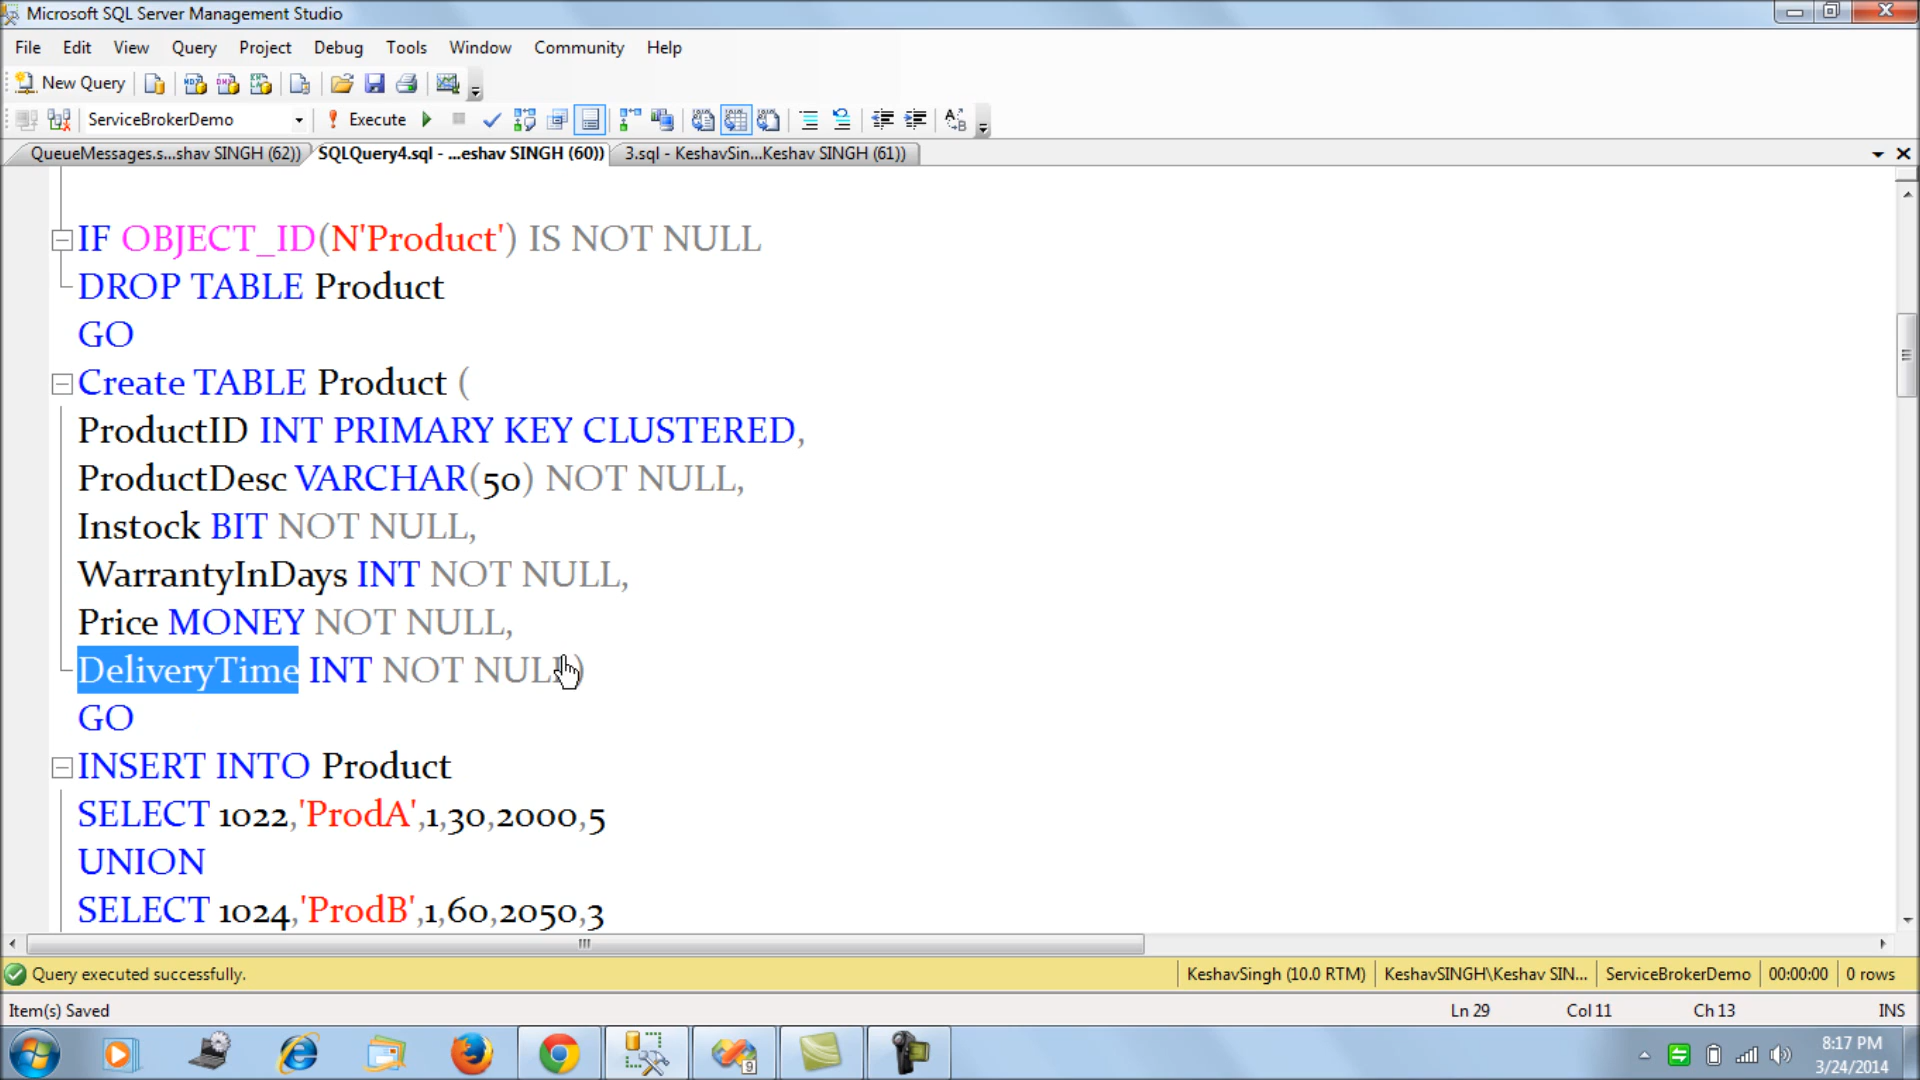 Microsoft SQL Server Management Studio
File Edit View Query Project Debug Tools Window Community Help
New Query
ServiceBrokerDemo Execute
QueueMessages.s...shav SINGH (62)) SQLQuery4.sql - ...eshav SINGH (60)) 3.sql - KeshavSin...Keshav SINGH (61))
IF OBJECT_ID(N'Product') IS NOT NULL
DROP TABLE Product
GO
Create TABLE Product (
ProductID INT PRIMARY KEY CLUSTERED,
ProductDesc VARCHAR(50) NOT NULL,
Instock BIT NOT NULL,
WarrantyInDays INT NOT NULL,
Price MONEY NOT NULL,
DeliveryTime INT NOT NULL)
GO
INSERT INTO Product
SELECT 1022,'ProdA',1,30,2000,5
UNION
SELECT 1024,'ProdB',1,60,2050,3
Query executed successfully. KeshavSingh (10.0 RTM) KeshavSINGH\Keshav SIN... ServiceBrokerDemo 00:00:00 0 rows
Item(s) Saved Ln 29 Col 11 Ch 13 INS
9
8:17 PM
3/24/2014